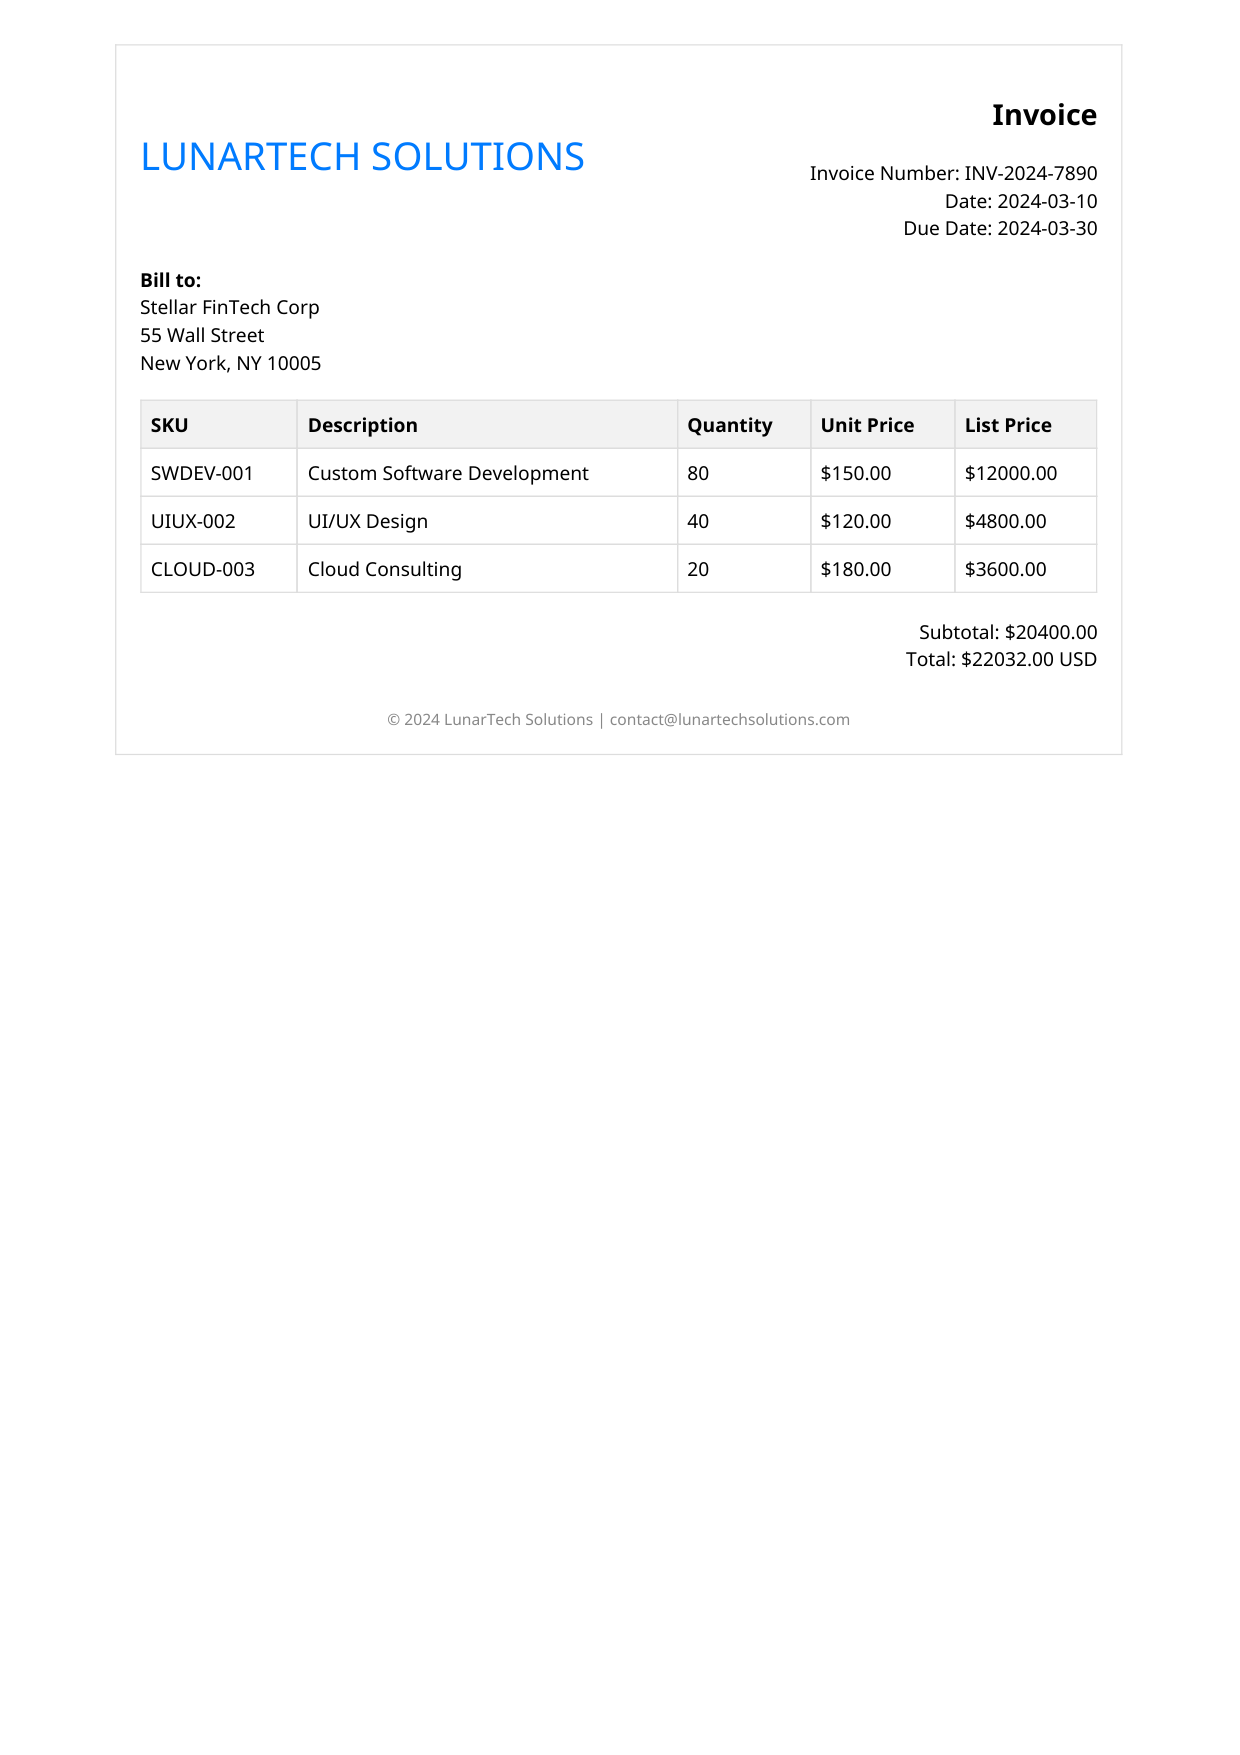 Invoice
LUNARTECH SOLUTIONS
Invoice Number: INV-2024-7890
Date: 2024-03-10
Due Date: 2024-03-30
Bill to:
Stellar FinTech Corp
55 Wall Street
New York, NY 10005
SKU Description Quantity Unit Price List Price
SWDEV-001 Custom Software Development 80 $150.00 $12000.00
UIUX-002 UI/UX Design 40 $120.00 $4800.00
CLOUD-003 Cloud Consulting 20 $180.00 $3600.00
Subtotal: $20400.00
Total: $22032.00 USD
© 2024 LunarTech Solutions | contact@lunartechsolutions.com